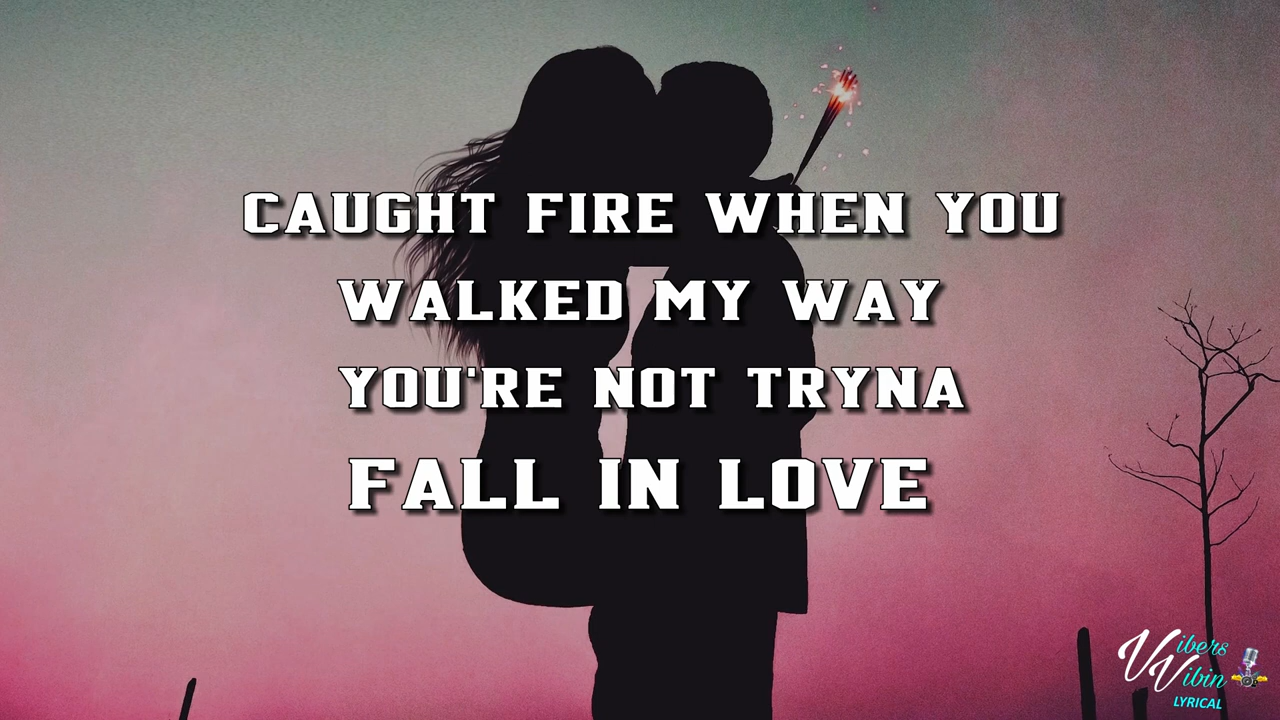 CAUGHT FIRE WHEN YOU
WALKED MY WAY
YOU'RE NOT TRYNA
FALL IN LOVE
Vibers
Vibin
LYRICAL